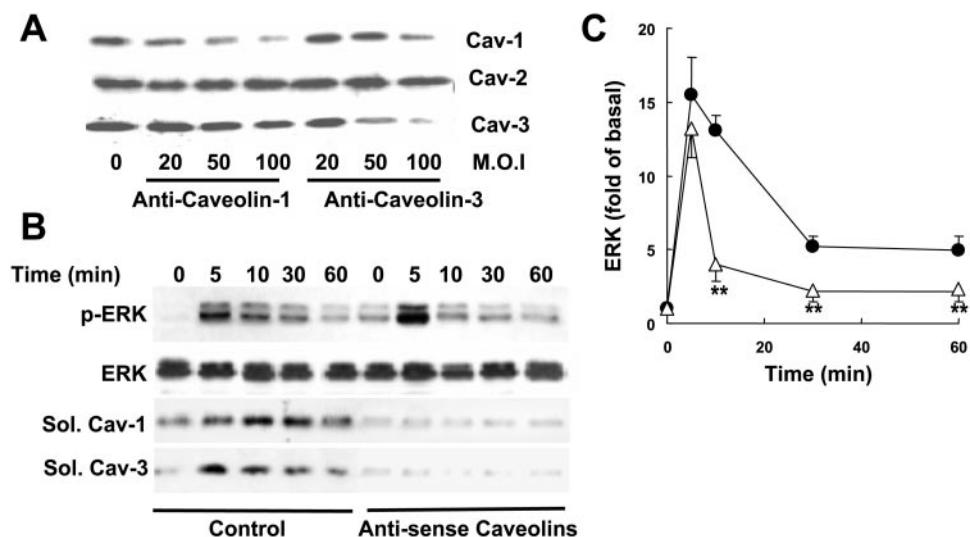 A
Cav-1
Cav-2
Cav-3
0 20 50 100 20 50 100 M.O.I
Anti-Caveolin-1 Anti-Caveolin-3
B
Time (min) 0 5 10 30 60 0 5 10 30 60
p-ERK
ERK
Sol. Cav-1
Sol. Cav-3
Control Anti-sense Caveolins
C
ERK (fold of basal)
20
15
10
5
0
** ** **
0 20 40 60
Time (min)